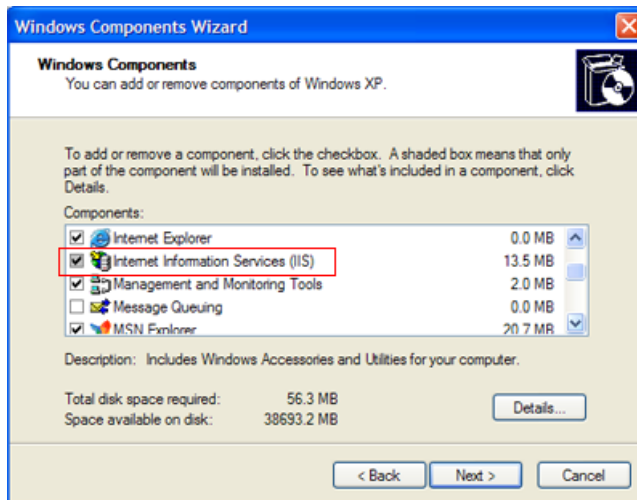 Windows Components Wizard
Windows Components
You can add or remove components of Windows XP.
To add or remove a component, click the checkbox. A shaded box means that only
part of the component will be installed. To see what's included in a component, click
Details.
Components:
Internet Explorer 0.0 MB
Internet Information Services (IIS) 13.5 MB
Management and Monitoring Tools 2.0 MB
Message Queuing 0.0 MB
MSN Explorer 20.7 MB
Description: Includes Windows Accessories and Utilities for your computer.
Total disk space required: 56.3 MB
Space available on disk: 38693.2 MB
Details...
< Back Next > Cancel